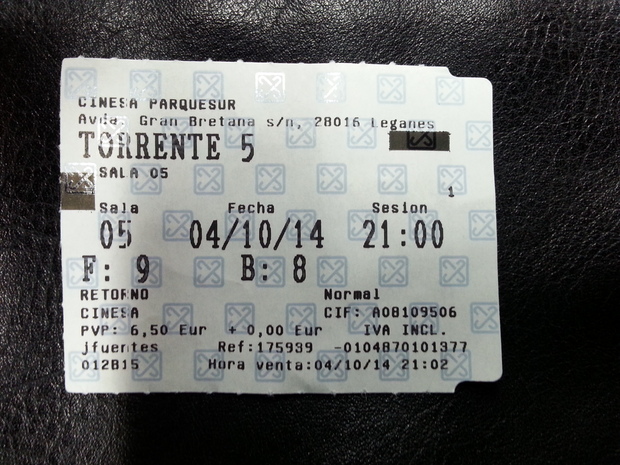 CINESA PARQUESUR
Avda. Gran Bretana s/n, 28016 Leganes
TORRENTE 5
SALA 05
1
Sala Fecha Sesion
05 04/10/14 21:00
F: 9 B: 8
RETORNO Normal
CINESA CIF: A08109506
PVP: 6,50 Eur + 0,00 Eur IVA INCL.
jfuentes Ref:175939 -0104870101377
012B15 Hora venta:04/10/14 21:02